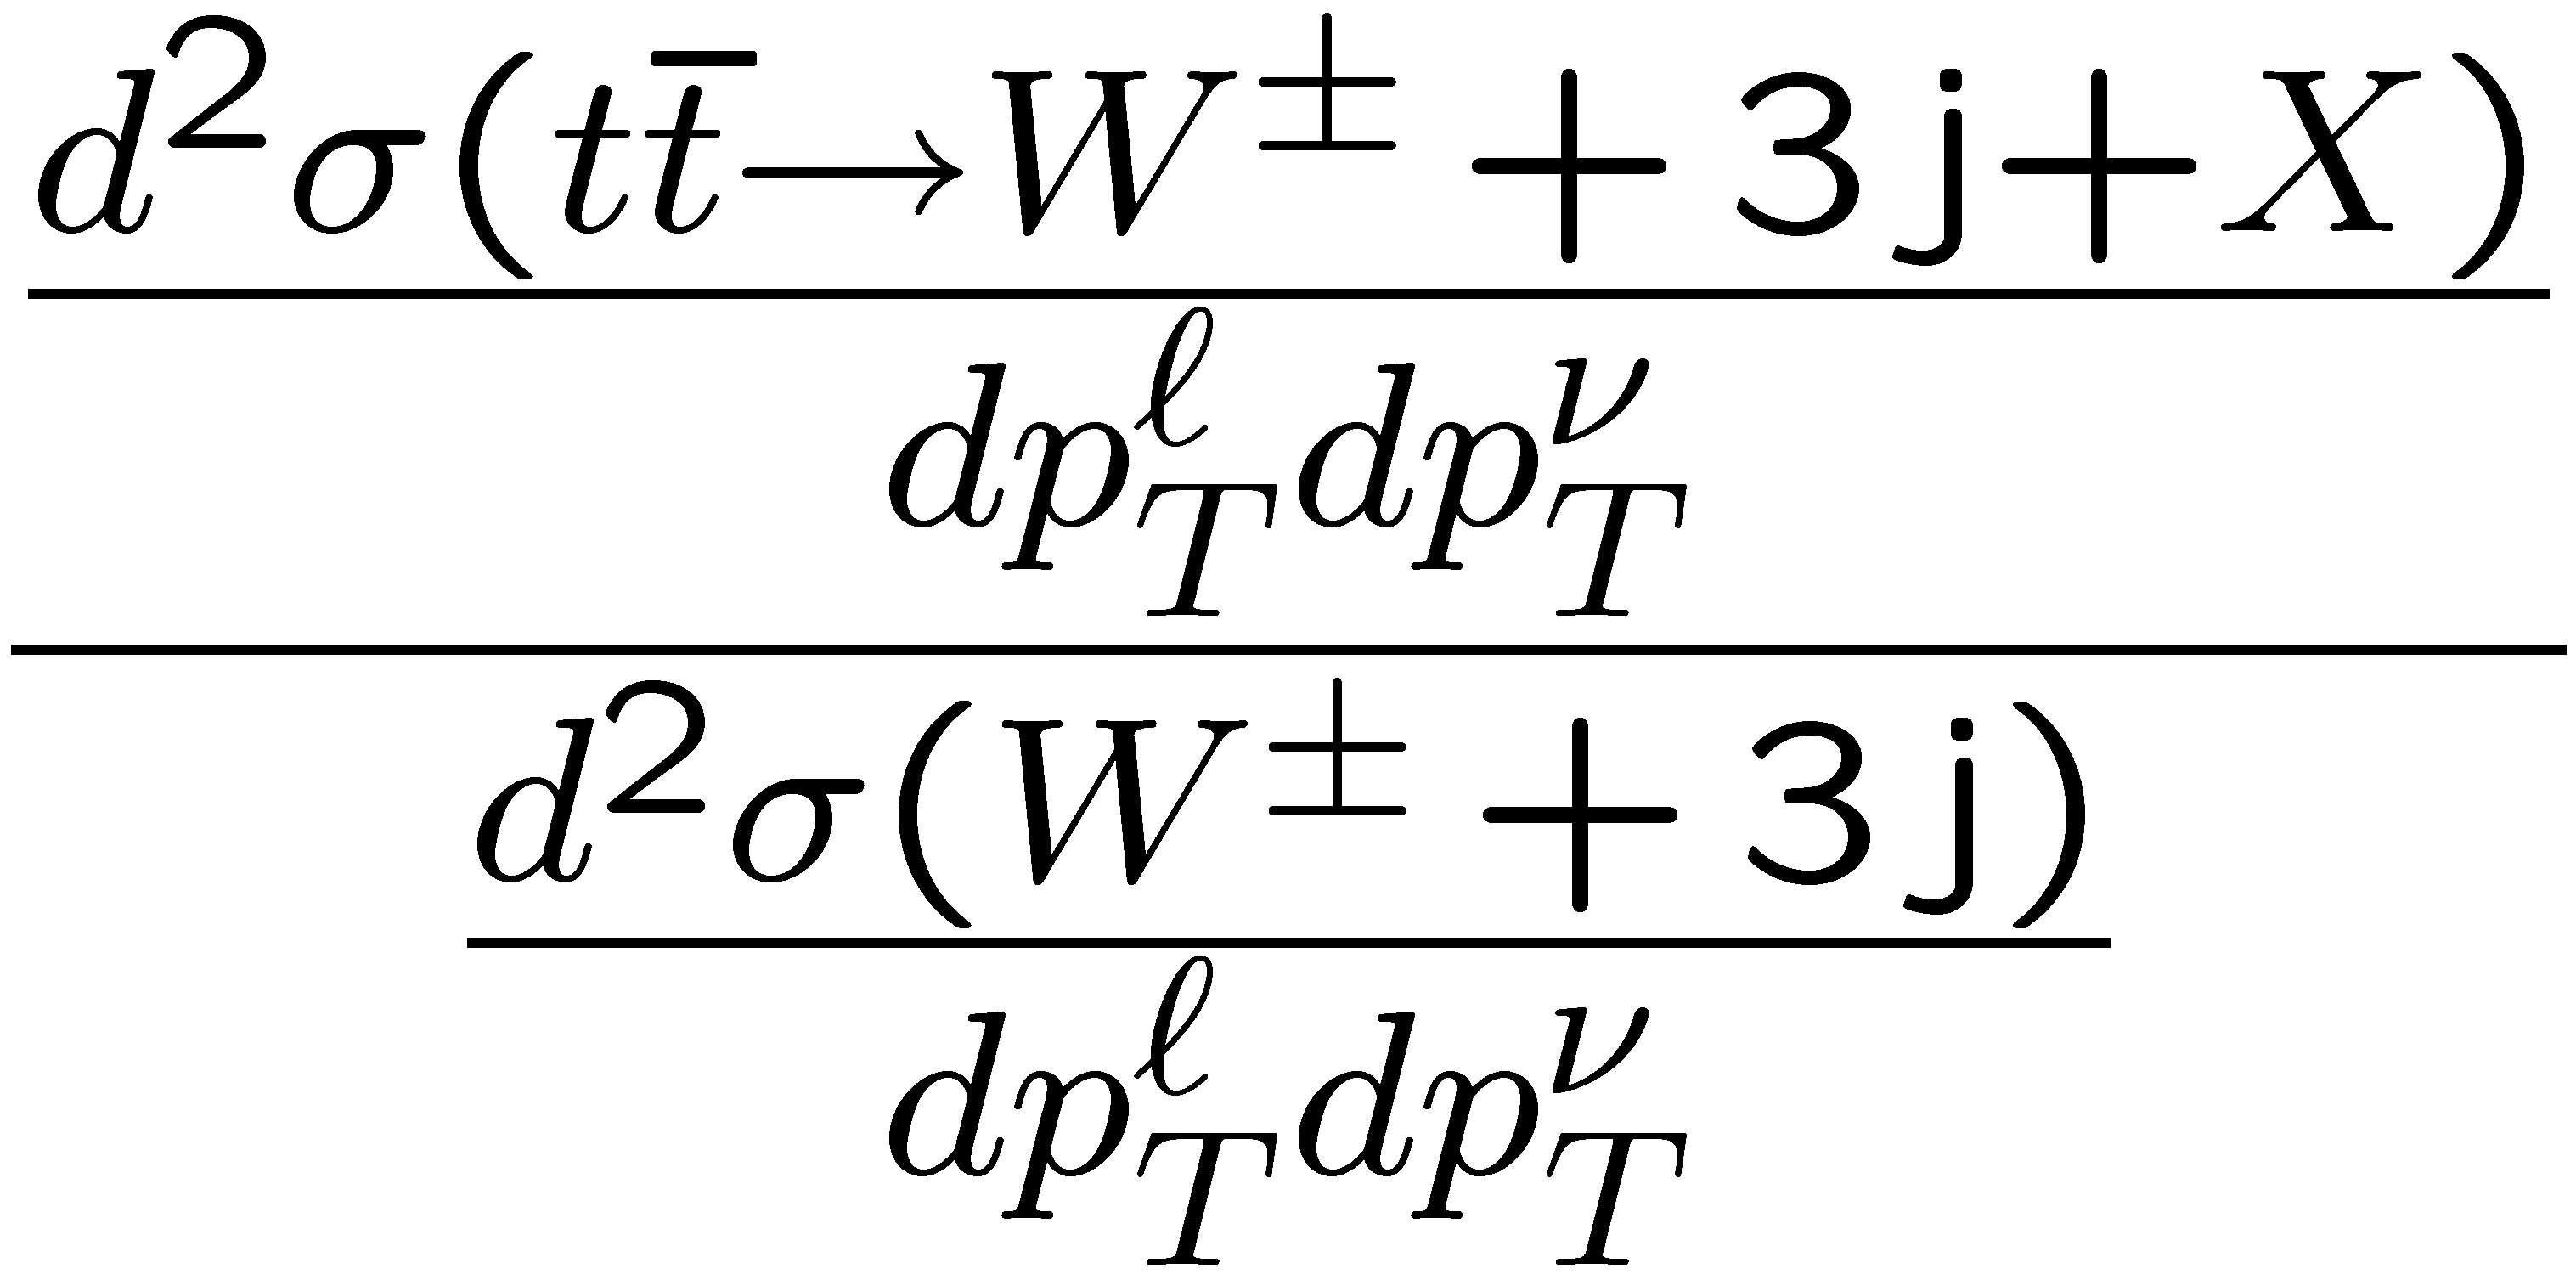 d²σ(tt̄→W± + 3j+X)
dp_T^ℓ dp_T^ν
d²σ(W± + 3j)
dp_T^ℓ dp_T^ν